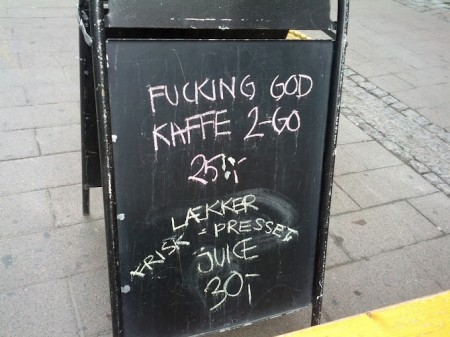 FUCKING GOD
KAFFE 2-GO
25,-
LÆKKER
FRISK-PRESSET
JUICE
30,-